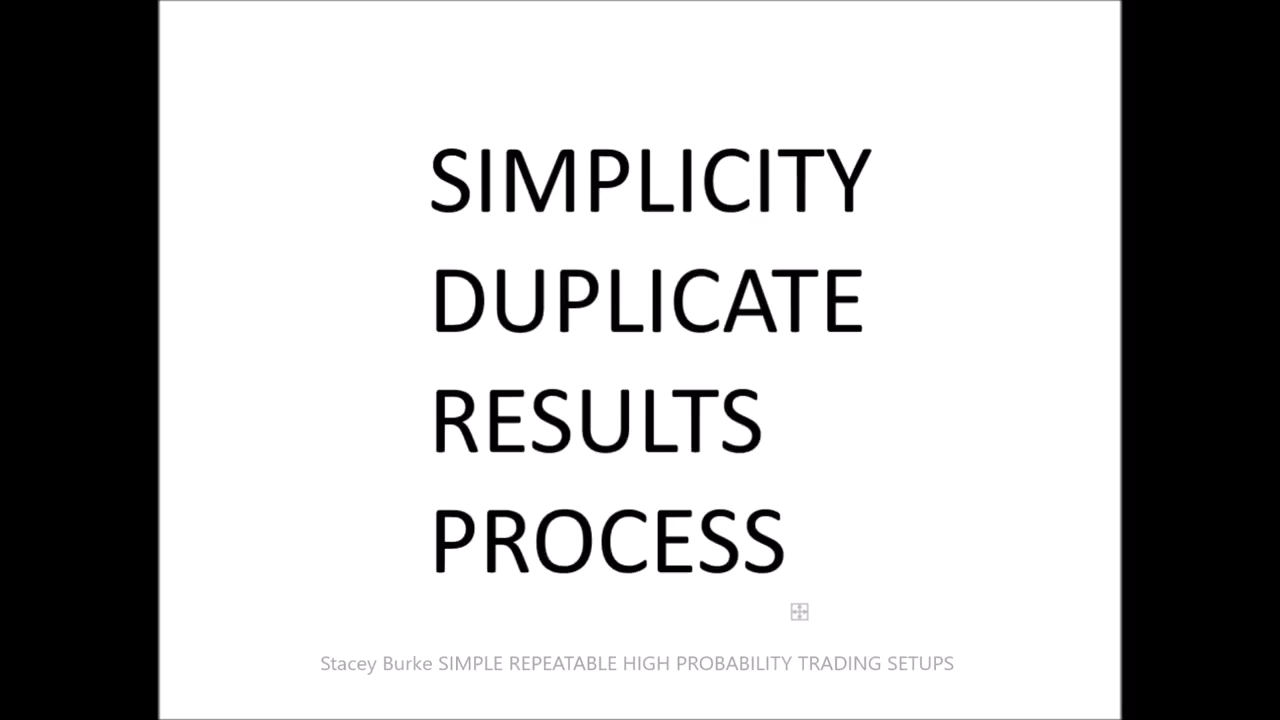 SIMPLICITY
DUPLICATE
RESULTS
PROCESS
Stacey Burke SIMPLE REPEATABLE HIGH PROBABILITY TRADING SETUPS